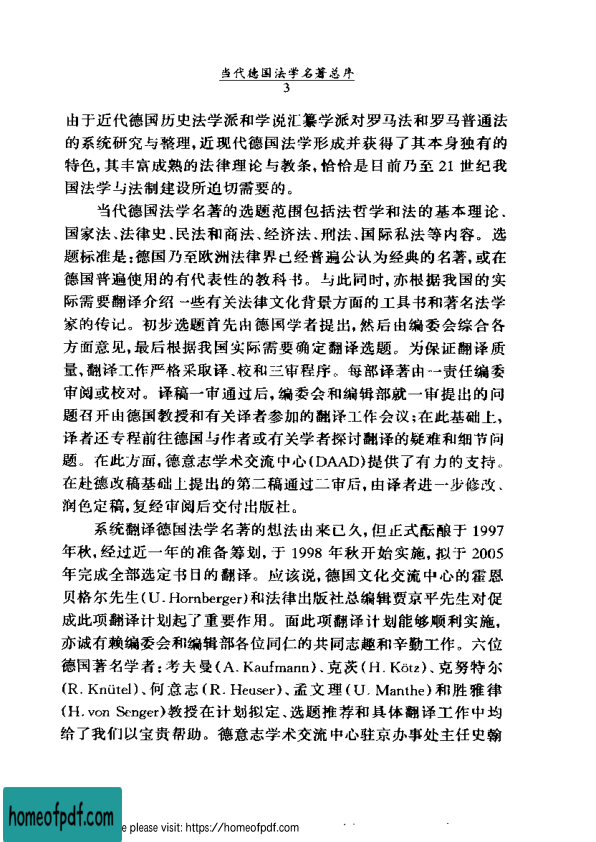 当代德国法学名著总序
3
由于近代德国历史法学派和学说汇纂学派对罗马法和罗马普通法
的系统研究与整理,近现代德国法学形成并获得了其本身独有的
特色,其丰富成熟的法律理论与教条,恰恰是日前乃至 21 世纪我
国法学与法制建设所迫切需要的。
当代德国法学名著的选题范围包括法哲学和法的基本理论、
国家法、法律史、民法和商法、经济法、刑法、国际私法等内容。选
题标准是:德国乃至欧洲法律界已经普遍公认为经典的名著,或在
德国普遍使用的有代表性的教科书。与此同时,亦根据我国的实
际需要翻译介绍一些有关法律文化背景方面的工具书和著名法学
家的传记。初步选题首先由德国学者提出,然后由编委会综合各
方面意见,最后根据我国实际需要确定翻译选题。为保证翻译质
量,翻译工作严格采取译、校和三审程序。每部译著由一责任编委
审阅或校对。译稿一审通过后,编委会和编辑部就一审提出的问
题召开由德国教授和有关译者参加的翻译工作会议;在此基础上,
译者还专程前往德国与作者或有关学者探讨翻译的疑难和细节问
题。在此方面,德意志学术交流中心(DAAD)提供了有力的支持。
在赴德改稿基础上提出的第二稿通过二审后,由译者进一步修改、
润色定稿,复经审阅后交付出版社。
系统翻译德国法学名著的想法由来已久,但正式酝酿于 1997
年秋,经过近一年的准备筹划,于 1998 年秋开始实施,拟于 2005
年完成全部选定书目的翻译。应该说,德国文化交流中心的霍恩
贝格尔先生(U. Hornberger)和法律出版社总编辑贾京平先生对促
成此项翻译计划起了重要作用。面此项翻译计划能够顺利实施,
亦诚有赖编委会和编辑部各位同仁的共同志趣和辛勤工作。六位
德国著名学者:考夫曼(A. Kaufmann)、克茨(H. Kötz)、克努特尔
(R. Knütel)、何意志(R. Heuser)、孟文理(U. Manthe)和胜雅律
(H. von Senger)教授在计划拟定、选题推荐和具体翻译工作中均
给了我们以宝贵帮助。德意志学术交流中心驻京办事处主任史翰
homeofpdf.com
e please visit: https://homeofpdf.com